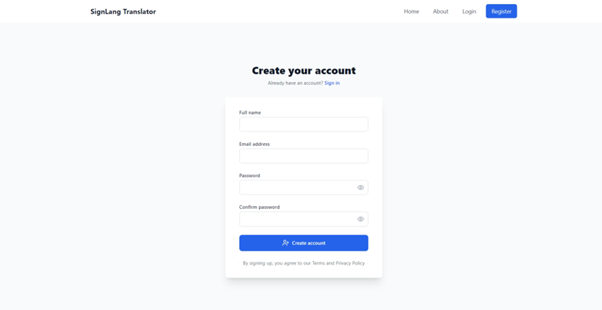 SignLang Translator
Home About Login Register
Create your account
Already have an account? Sign in
Full name
Email address
Password
Confirm password
Create account
By signing up, you agree to our Terms and Privacy Policy